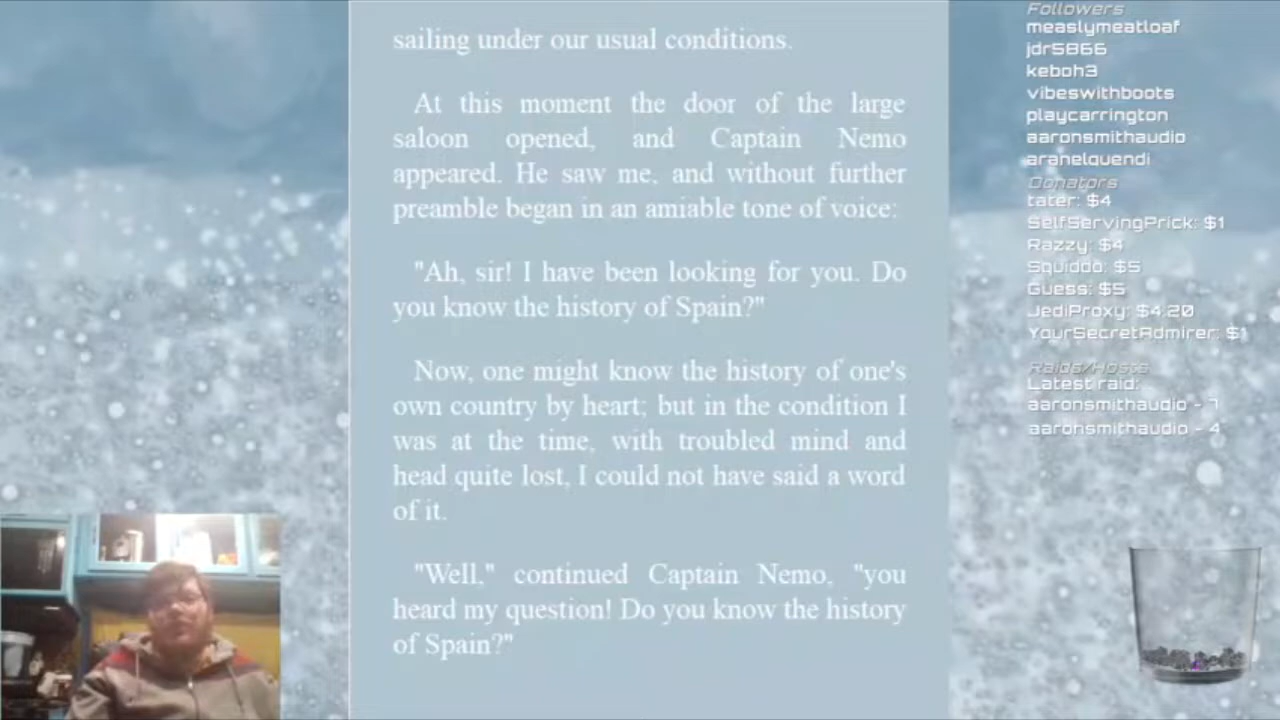 sailing under our usual conditions.
At this moment the door of the large
saloon opened, and Captain Nemo
appeared. He saw me, and without further
preamble began in an amiable tone of voice:
"Ah, sir! I have been looking for you. Do
you know the history of Spain?"
Now, one might know the history of one's
own country by heart; but in the condition I
was at the time, with troubled mind and
head quite lost, I could not have said a word
of it.
"Well," continued Captain Nemo, "you
heard my question! Do you know the history
of Spain?"
Followers
measlymeatloaf
jdr5866
keboh3
vibeswithboots
playcarrington
aaronsmithaudio
aranelquendi
Donators
tater: $4
SelfServingPrick: $1
Razzy: $4
Squidoo: $5
Guess: $5
JediProxy: $4.20
YourSecretAdmirer: $1
Raids/Hosts
Latest raid:
aaronsmithaudio - 7
aaronsmithaudio - 4